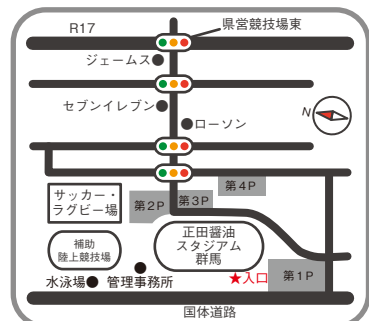 R17
県営競技場東
ジェームス
セブンイレブン
ローソン
N
第4P
サッカー・
ラグビー場
第2P
第3P
正田醤油
スタジアム
群馬
補助
陸上競技場
水泳場
管理事務所
★入口
第1P
国体道路